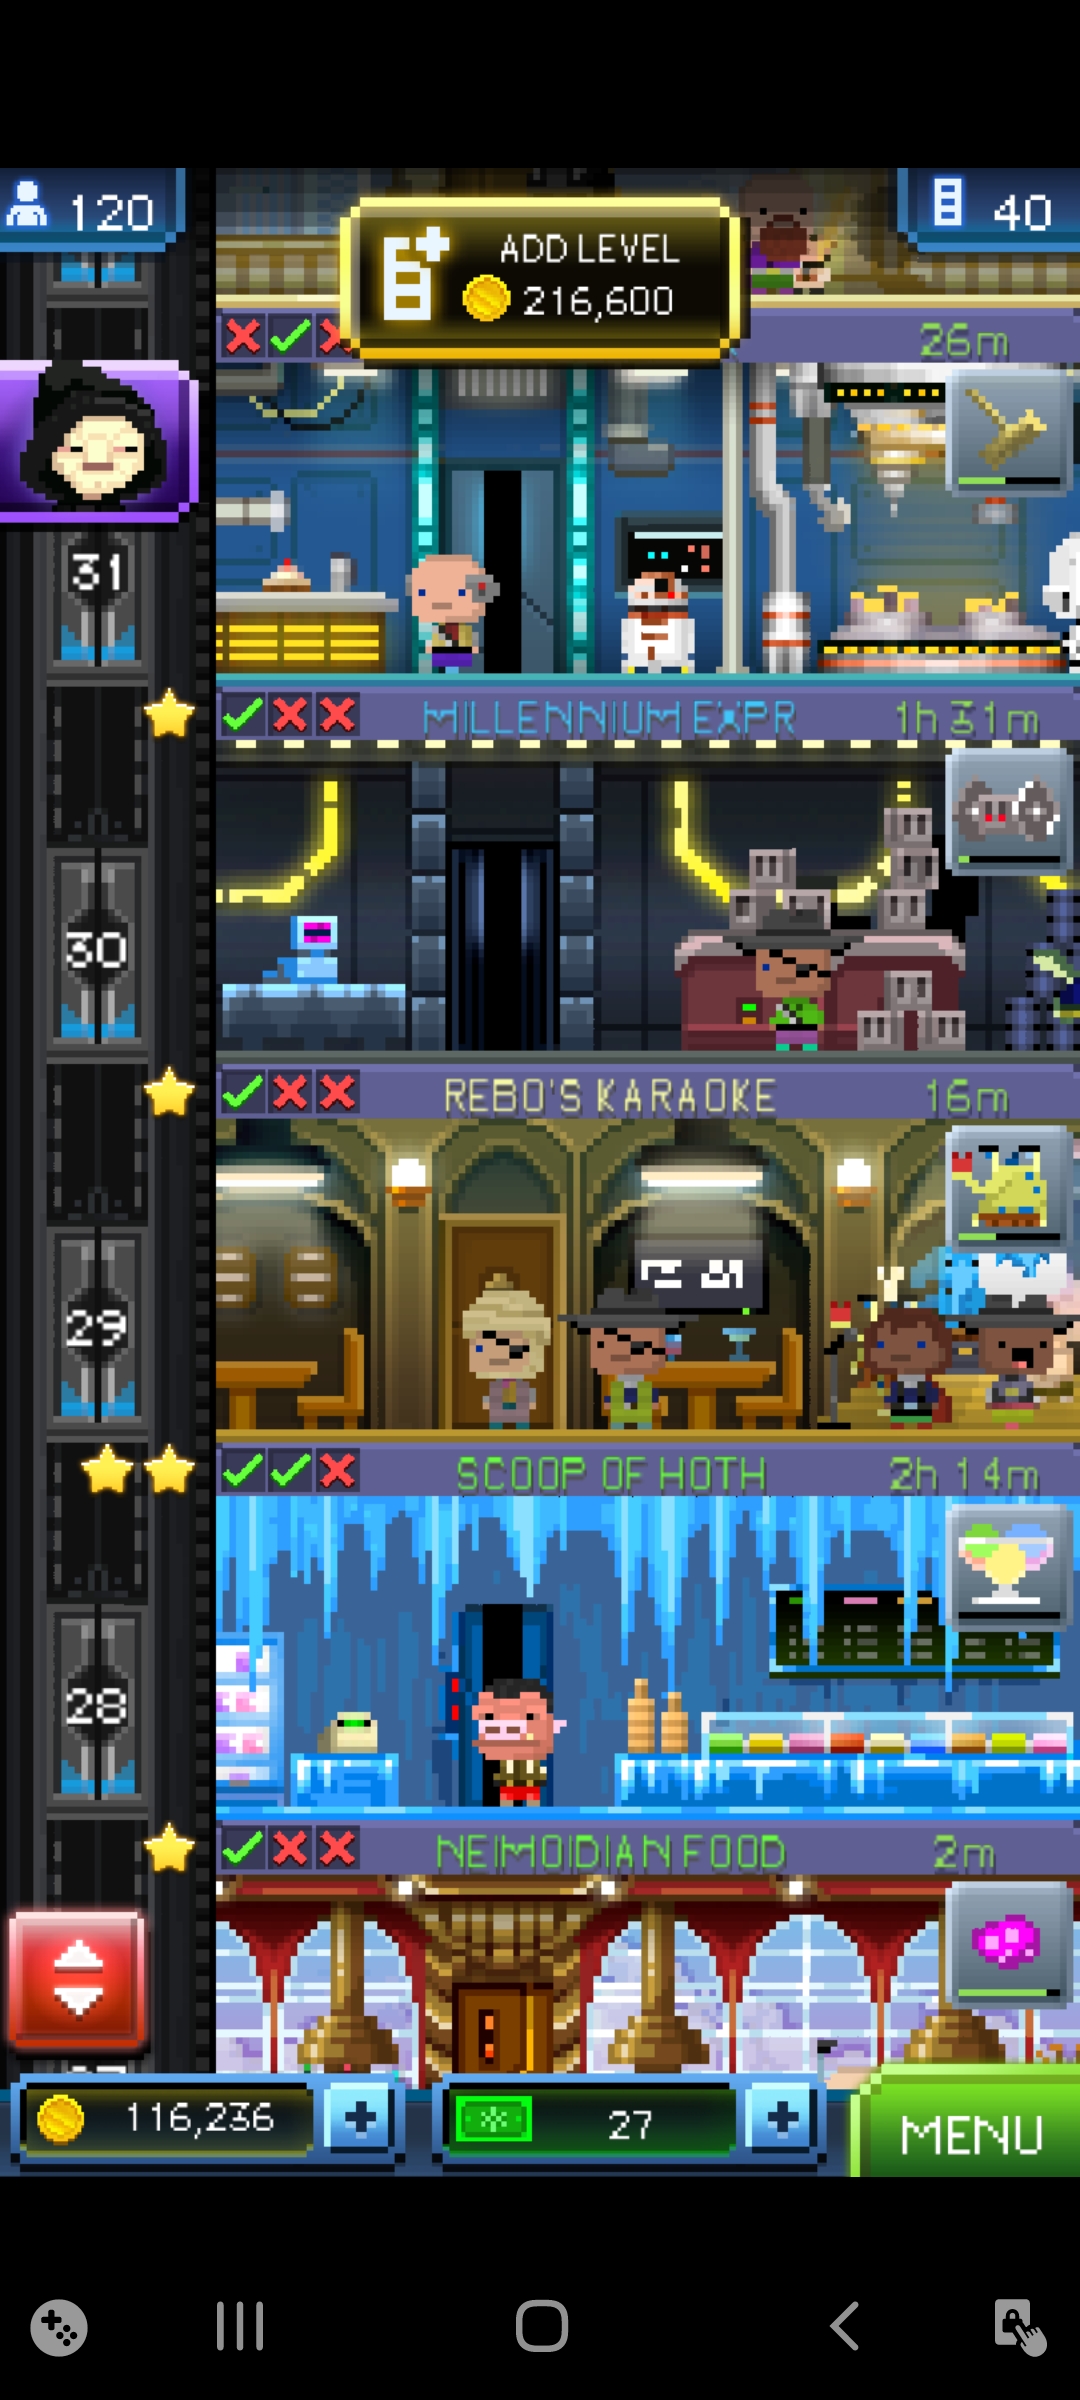 120
40
ADD LEVEL
216,600
26m
31
MILLENNIUM EXPR
1h 31m
30
REBO'S KARAOKE
16m
29
SCOOP OF HOTH
2h 14m
28
NEIMOIDIAN FOOD
2m
116,236
27
MENU